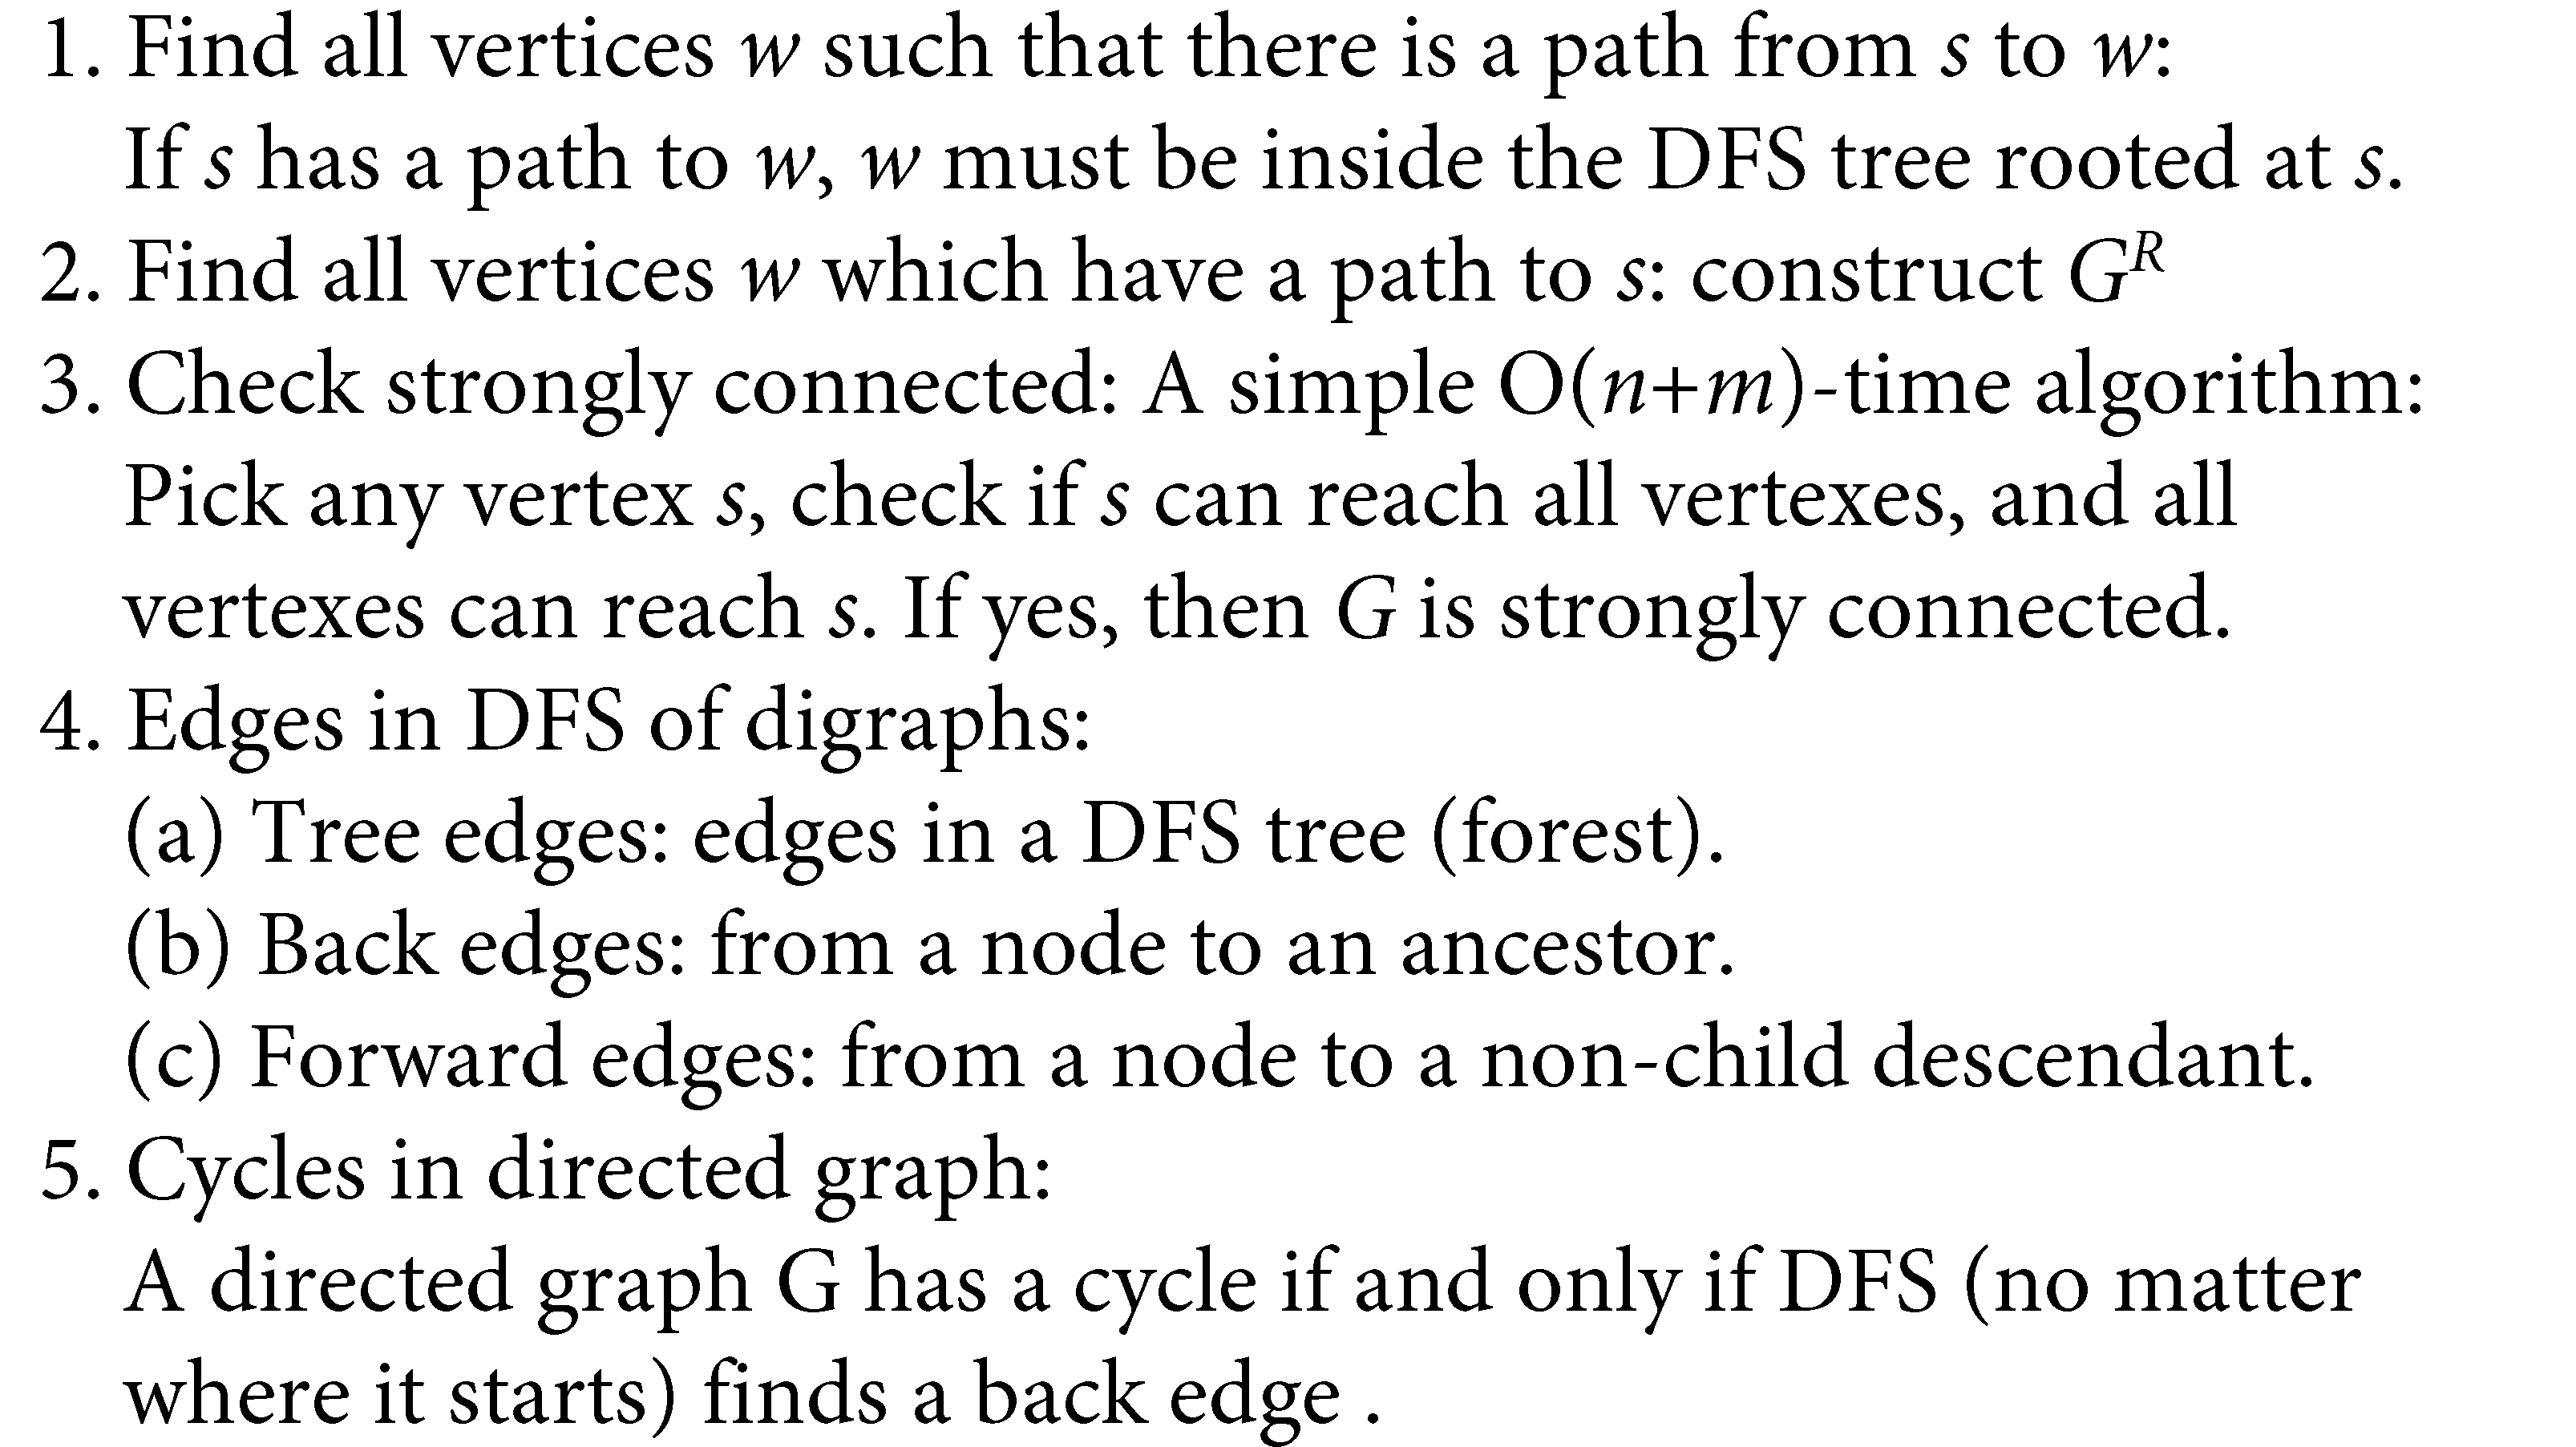 1. Find all vertices w such that there is a path from s to w:
If s has a path to w, w must be inside the DFS tree rooted at s.
2. Find all vertices w which have a path to s: construct G^R
3. Check strongly connected: A simple O(n+m)-time algorithm:
Pick any vertex s, check if s can reach all vertexes, and all
vertexes can reach s. If yes, then G is strongly connected.
4. Edges in DFS of digraphs:
(a) Tree edges: edges in a DFS tree (forest).
(b) Back edges: from a node to an ancestor.
(c) Forward edges: from a node to a non-child descendant.
5. Cycles in directed graph:
A directed graph G has a cycle if and only if DFS (no matter
where it starts) finds a back edge .